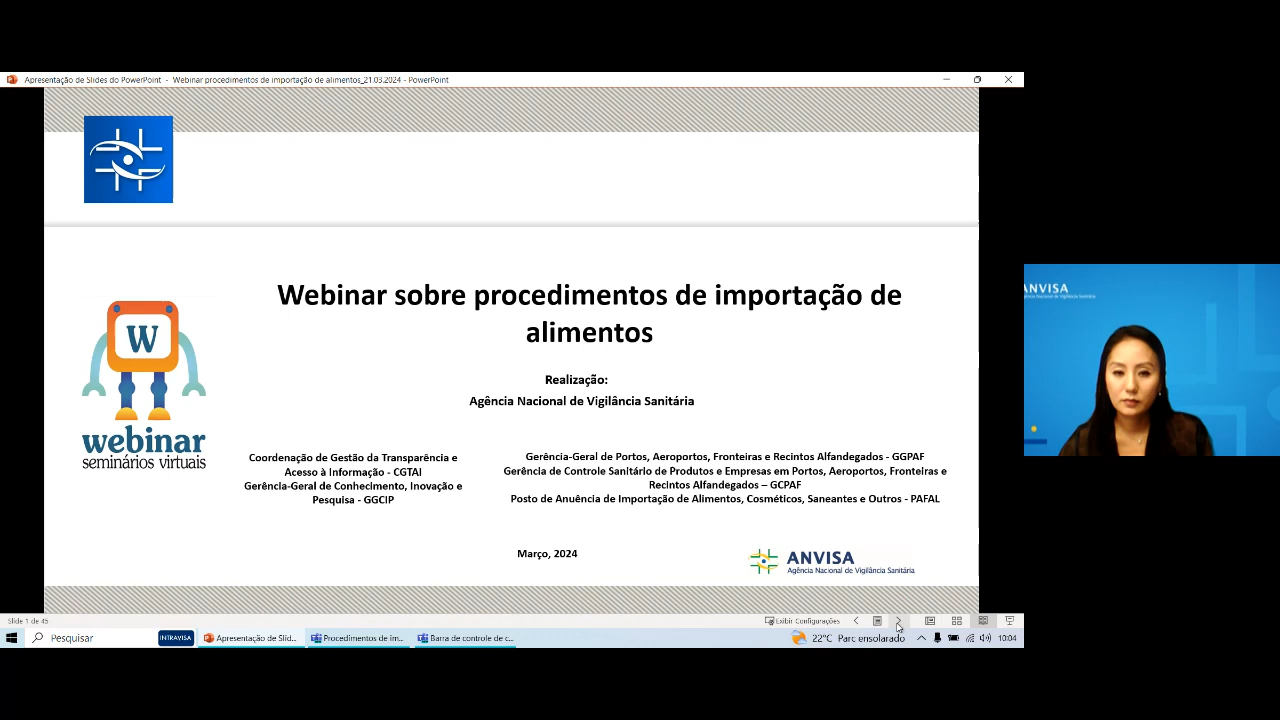 Apresentação de Slides do PowerPoint - Webinar procedimentos de importação de alimentos_21.03.2024 - PowerPoint
Webinar sobre procedimentos de importação de
alimentos
W
webinar
seminários virtuais
Realização:
Agência Nacional de Vigilância Sanitária
Coordenação de Gestão da Transparência e
Acesso à Informação - CGTAI
Gerência-Geral de Conhecimento, Inovação e
Pesquisa - GGCIP
Gerência-Geral de Portos, Aeroportos, Fronteiras e Recintos Alfandegados - GGPAF
Gerência de Controle Sanitário de Produtos e Empresas em Portos, Aeroportos, Fronteiras e
Recintos Alfandegados – GCPAF
Posto de Anuência de Importação de Alimentos, Cosméticos, Saneantes e Outros - PAFAL
Março, 2024
ANVISA
Agência Nacional de Vigilância Sanitária
ANVISA
Agência Nacional de Vigilância Sanitária
Slide 1 de 45
Exibir Configurações
Pesquisar
INTRAVISA
Apresentação de Slid...
Procedimentos de im...
Barra de controle de c...
22°C Parc ensolarado
10:04